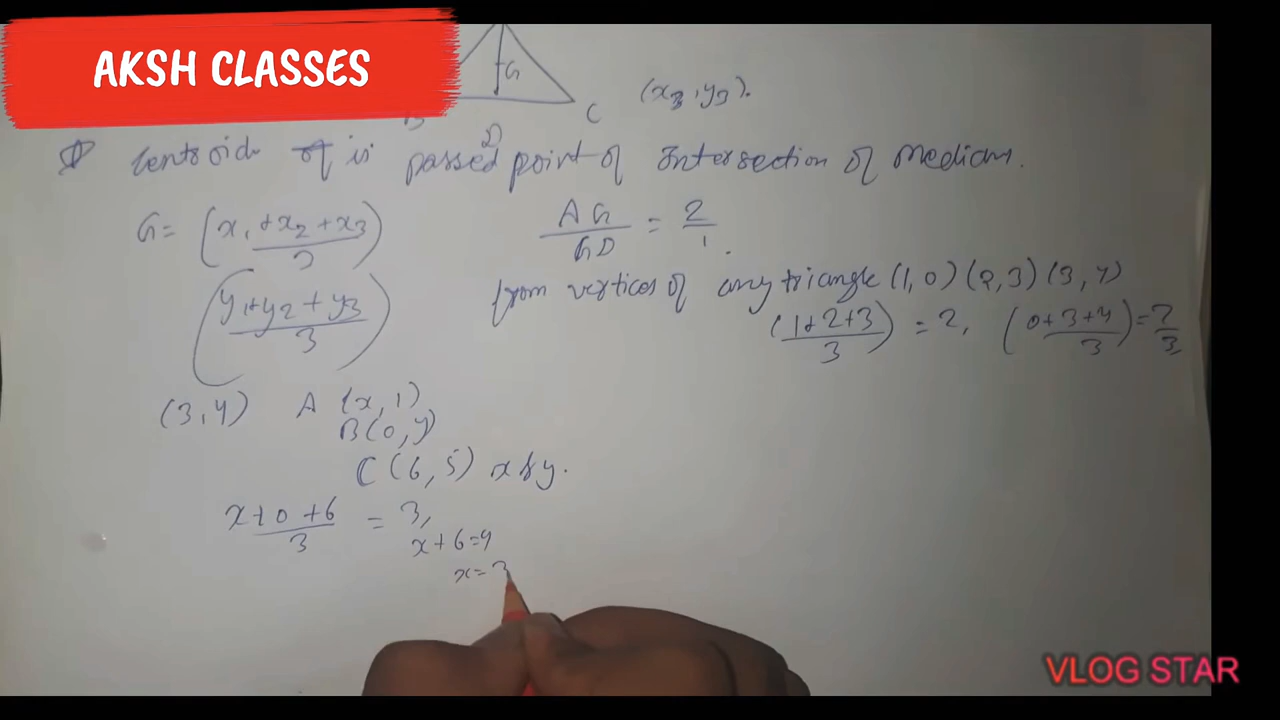 AKSH CLASSES
G
B
D
C
(x3, y3).
Centroid is passed point of Intersection of Medians.
G = (x1 + x2 + x3 / 3)
AG / GD = 2 / 1
(y1 + y2 + y3 / 3)
from vertices of any triangle (1,0) (2,3) (3,4)
(1+2+3 / 3) = 2, (0+3+4 / 3) = 7/3
(3,4) A (x,1)
B(0,y)
C (6,5) x & y.
x+0+6 / 3 = 3,
x+6=9
x=3
VLOG STAR